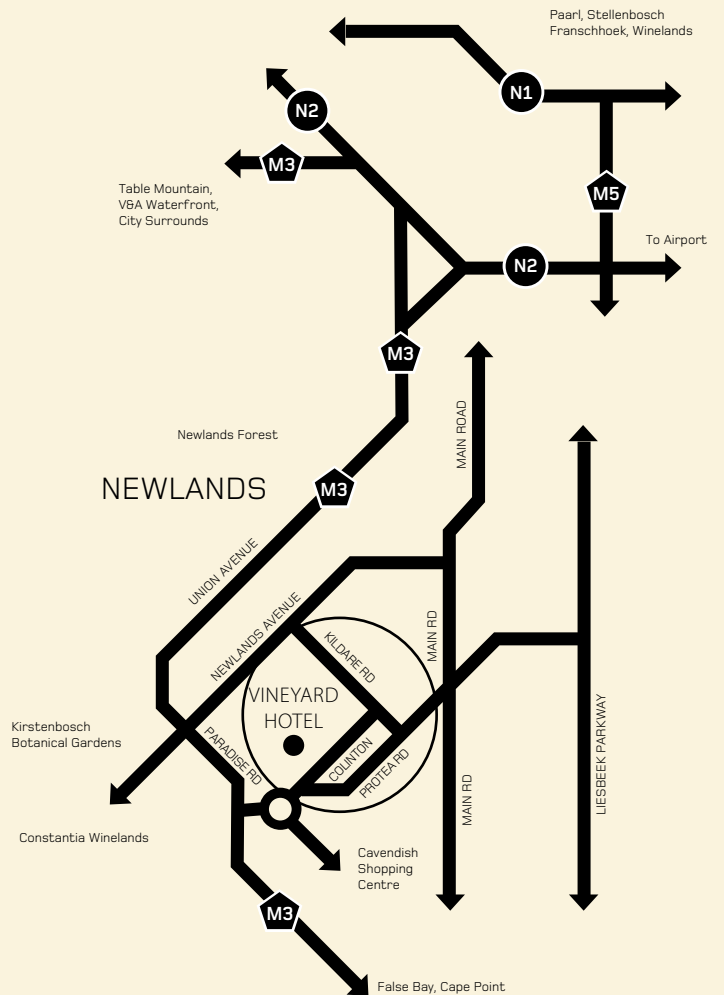 Paarl, Stellenbosch
Franschhoek, Winelands
N1
N2
M3
Table Mountain,
V&A Waterfront,
City Surrounds
M5
To Airport
N2
M3
MAIN ROAD
Newlands Forest
NEWLANDS
M3
UNION AVENUE
NEWLANDS AVENUE
KILDARE RD
MAIN RD
VINEYARD
HOTEL
Kirstenbosch
Botanical Gardens
PARADISE RD
COLINTON
PROTEA RD
MAIN RD
LIESBEEK PARKWAY
Constantia Winelands
Cavendish
Shopping
Centre
M3
False Bay, Cape Point